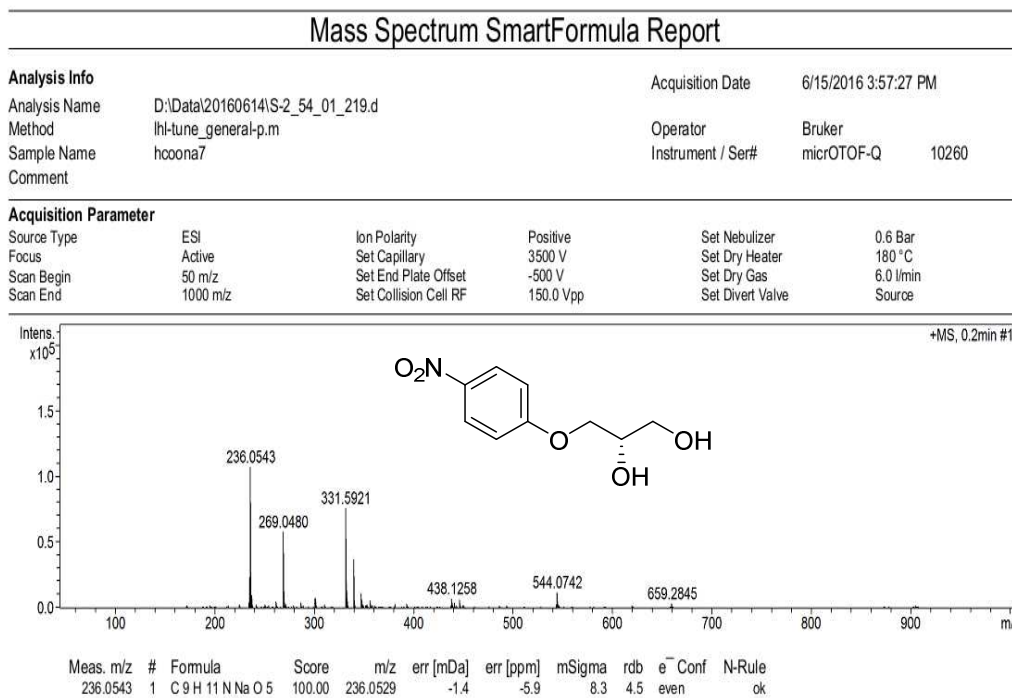 Mass Spectrum SmartFormula Report
Analysis Info
Acquisition Date 6/15/2016 3:57:27 PM
Analysis Name D:\Data\20160614\S-2_54_01_219.d
Method lhl-tune_general-p.m Operator Bruker
Sample Name hcoona7 Instrument / Ser# micrOTOF-Q 10260
Comment
Acquisition Parameter
Source Type ESI Ion Polarity Positive Set Nebulizer 0.6 Bar
Focus Active Set Capillary 3500 V Set Dry Heater 180 °C
Scan Begin 50 m/z Set End Plate Offset -500 V Set Dry Gas 6.0 l/min
Scan End 1000 m/z Set Collision Cell RF 150.0 Vpp Set Divert Valve Source
Intens.
x10⁵
+MS, 0.2min #1
O₂N
O
OH
OH
1.5
1.0
0.5
0.0
236.0543
269.0480
331.5921
438.1258
544.0742
659.2845
100 200 300 400 500 600 700 800 900 m/
Meas. m/z # Formula Score m/z err [mDa] err [ppm] mSigma rdb e⁻ Conf N-Rule
236.0543 1 C 9 H 11 N Na O 5 100.00 236.0529 -1.4 -5.9 8.3 4.5 even ok